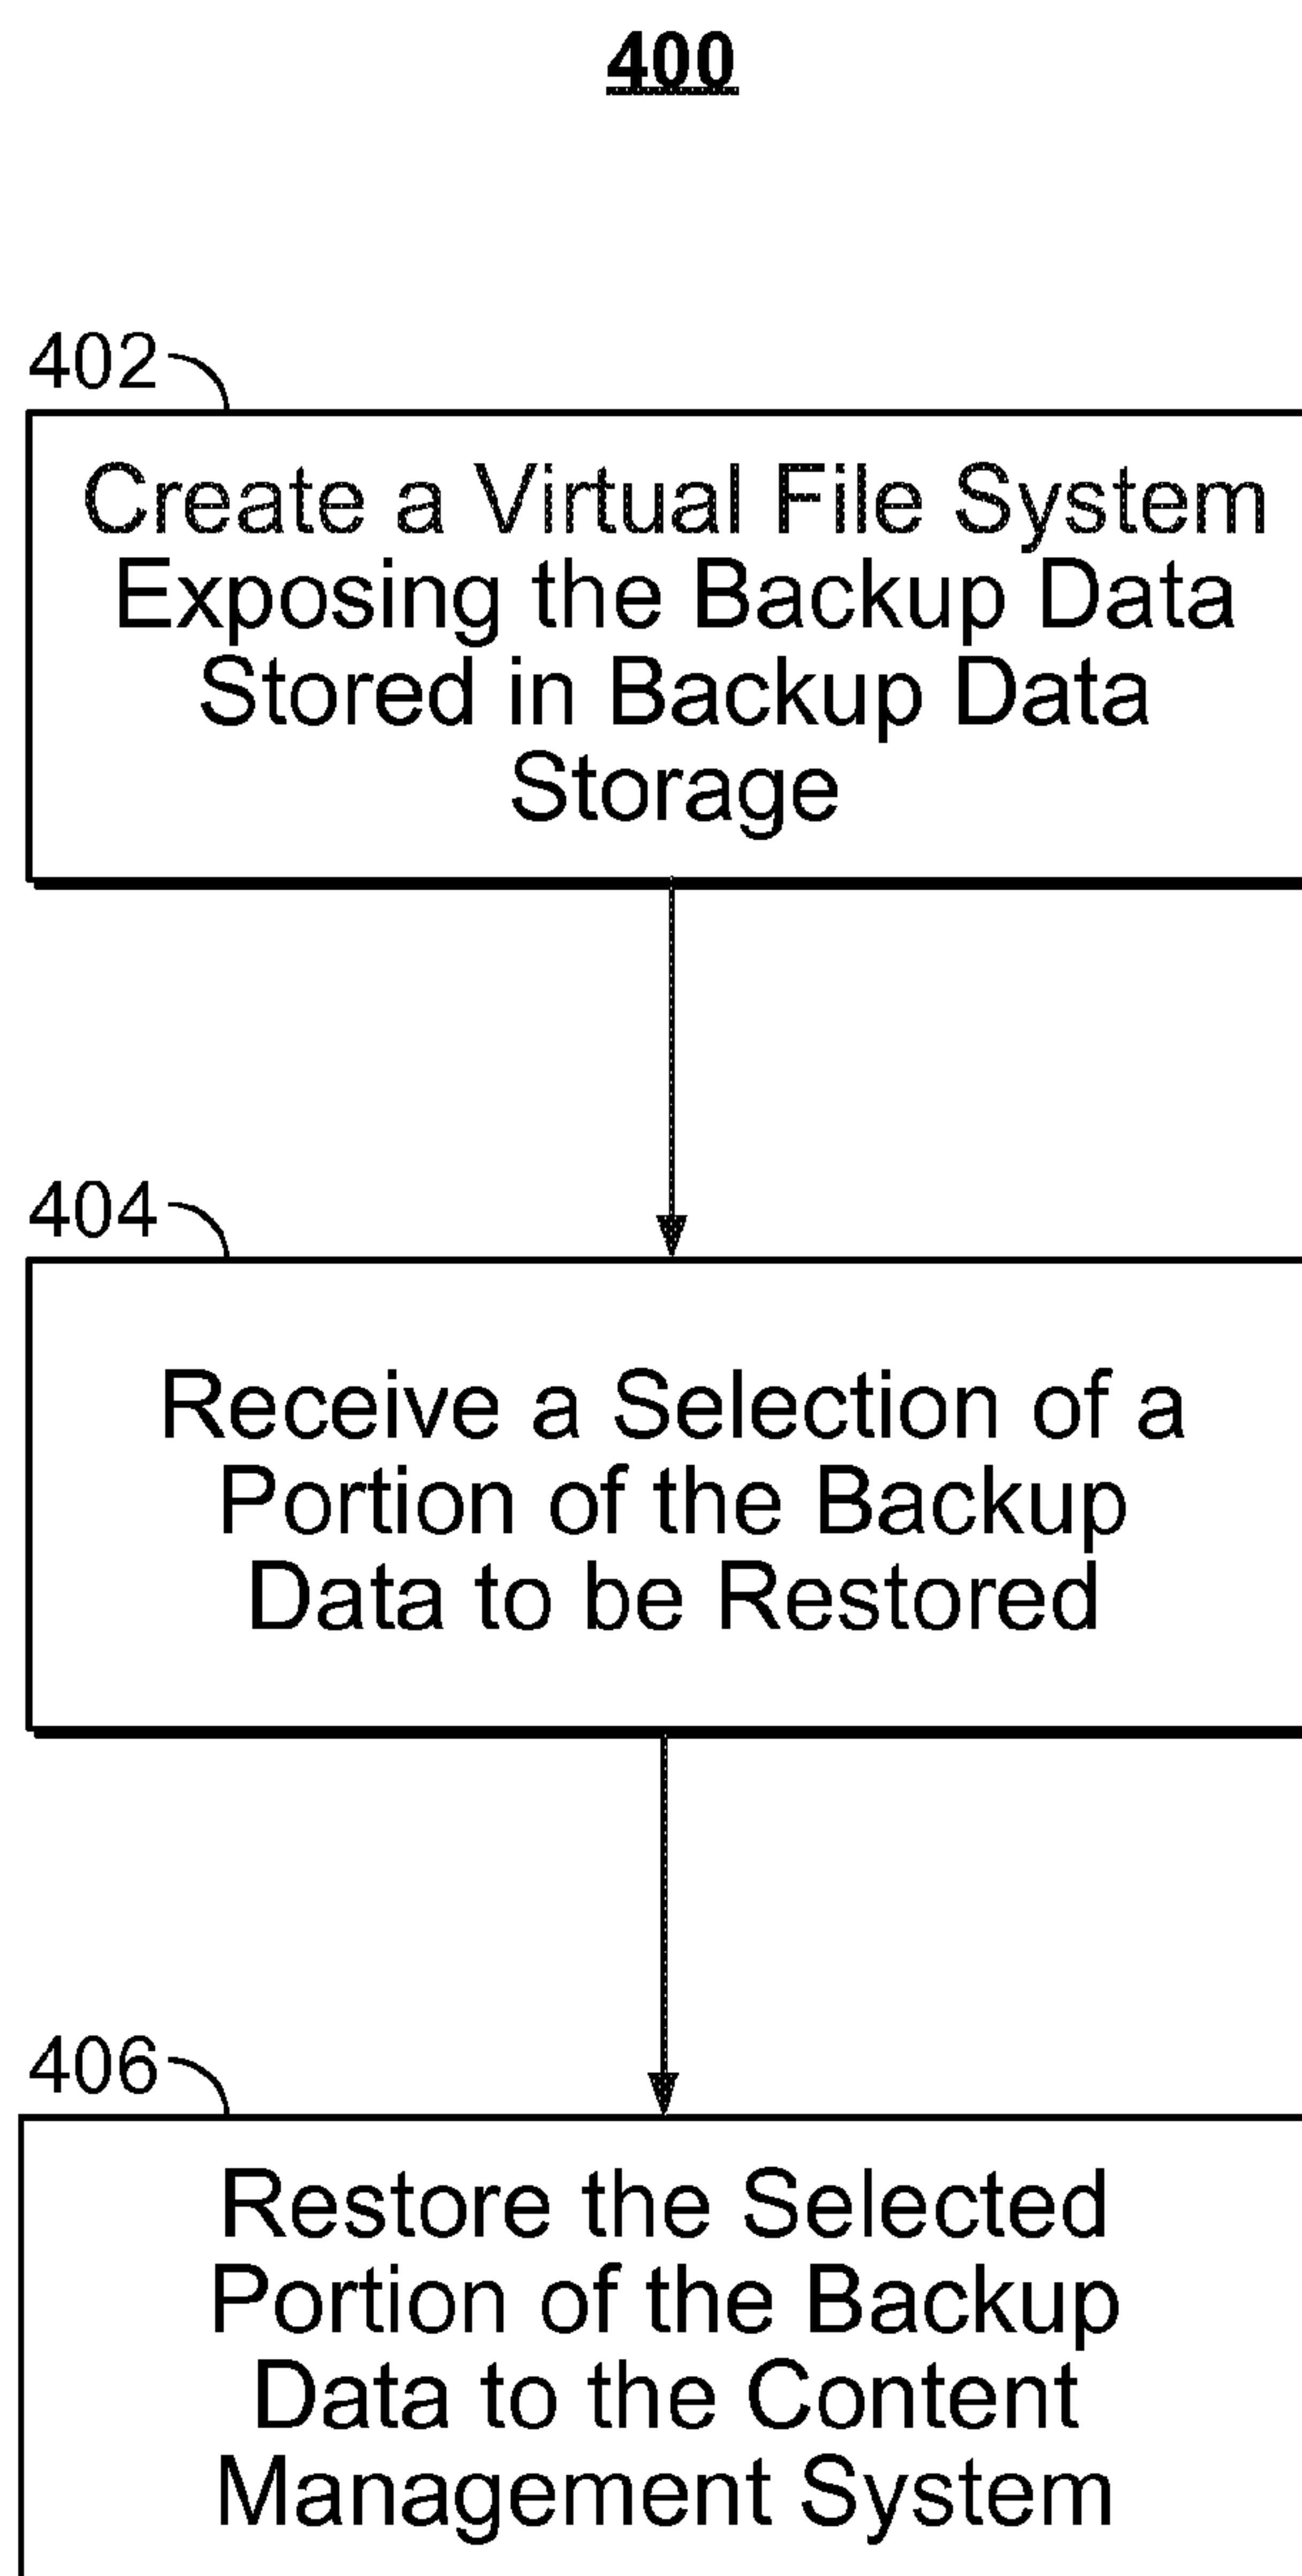 400
402
Create a Virtual File System
Exposing the Backup Data
Stored in Backup Data
Storage
404
Receive a Selection of a
Portion of the Backup
Data to be Restored
406
Restore the Selected
Portion of the Backup
Data to the Content
Management System